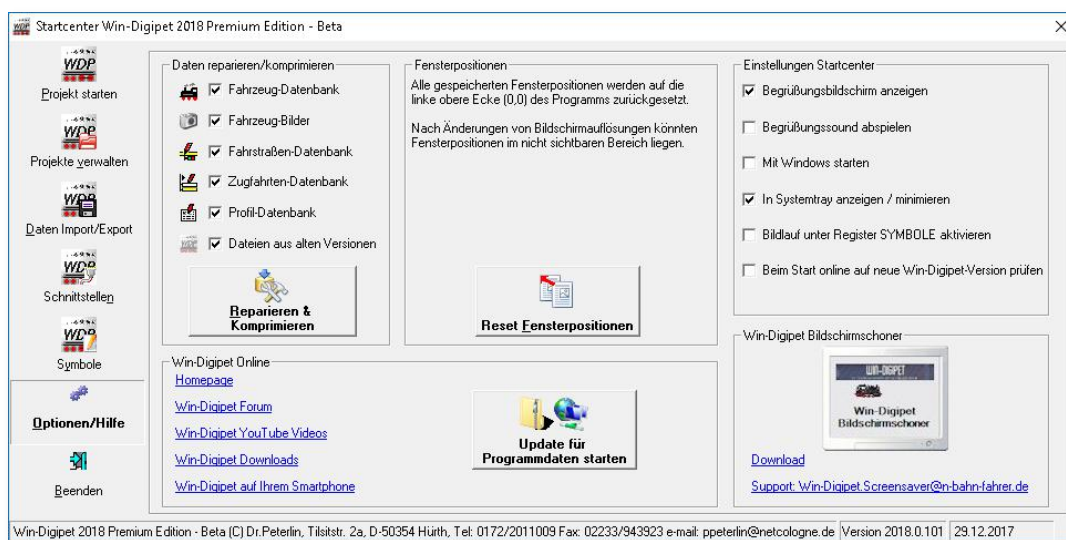 Startcenter Win-Digipet 2018 Premium Edition - Beta
WDP
Projekt starten
WDP
Projekte verwalten
WDP
Daten Import/Export
WDP
Schnittstellen
WDP
Symbole
Optionen/Hilfe
Beenden
Daten reparieren/komprimieren
Fahrzeug-Datenbank
Fahrzeug-Bilder
Fahrstraßen-Datenbank
Zugfahrten-Datenbank
Profil-Datenbank
Dateien aus alten Versionen
Reparieren &
Komprimieren
Fensterpositionen
Alle gespeicherten Fensterpositionen werden auf die
linke obere Ecke (0,0) des Programms zurückgesetzt.
Nach Änderungen von Bildschirmauflösungen könnten
Fensterpositionen im nicht sichtbaren Bereich liegen.
Reset Fensterpositionen
Einstellungen Startcenter
Begrüßungsbildschirm anzeigen
Begrüßungssound abspielen
Mit Windows starten
In Systemtray anzeigen / minimieren
Bildlauf unter Register SYMBOLE aktivieren
Beim Start online auf neue Win-Digipet-Version prüfen
Win-Digipet Online
Homepage
Win-Digipet Forum
Win-Digipet YouTube Videos
Win-Digipet Downloads
Win-Digipet auf Ihrem Smartphone
Update für
Programmdaten starten
Win-Digipet Bildschirmschoner
WIN-DIGIPET
Win-Digipet
Bildschirmschoner
Download
Support: Win-Digipet.Screensaver@n-bahn-fahrer.de
Win-Digipet 2018 Premium Edition - Beta (C) Dr.Peterlin, Tilsitstr. 2a, D-50354 Hürth, Tel: 0172/2011009 Fax: 02233/943923 e-mail: ppeterlin@netcologne.de
Version 2018.0.101
29.12.2017